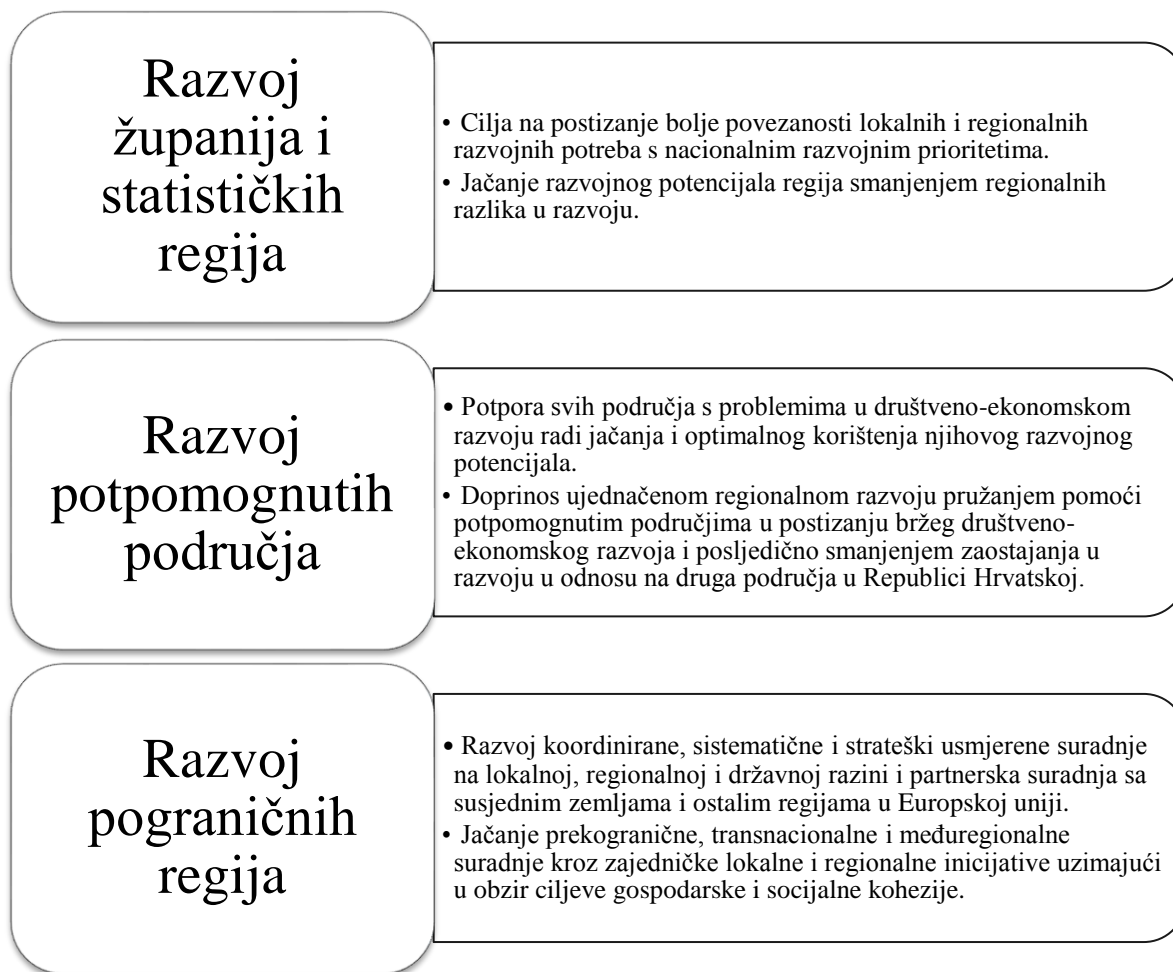 Razvoj
županija i
statističkih
regija
• Cilja na postizanje bolje povezanosti lokalnih i regionalnih
razvojnih potreba s nacionalnim razvojnim prioritetima.
• Jačanje razvojnog potencijala regija smanjenjem regionalnih
razlika u razvoju.
Razvoj
potpomognutih
područja
• Potpora svih područja s problemima u društveno-ekonomskom
razvoju radi jačanja i optimalnog korištenja njihovog razvojnog
potencijala.
• Doprinos ujednačenom regionalnom razvoju pružanjem pomoći
potpomognutim područjima u postizanju bržeg društveno-
ekonomskog razvoja i posljedično smanjenjem zaostajanja u
razvoju u odnosu na druga područja u Republici Hrvatskoj.
Razvoj
pograničnih
regija
• Razvoj koordinirane, sistematične i strateški usmjerene suradnje
na lokalnoj, regionalnoj i državnoj razini i partnerska suradnja sa
susjednim zemljama i ostalim regijama u Europskoj uniji.
• Jačanje prekogranične, transnacionalne i međuregionalne
suradnje kroz zajedničke lokalne i regionalne inicijative uzimajući
u obzir ciljeve gospodarske i socijalne kohezije.